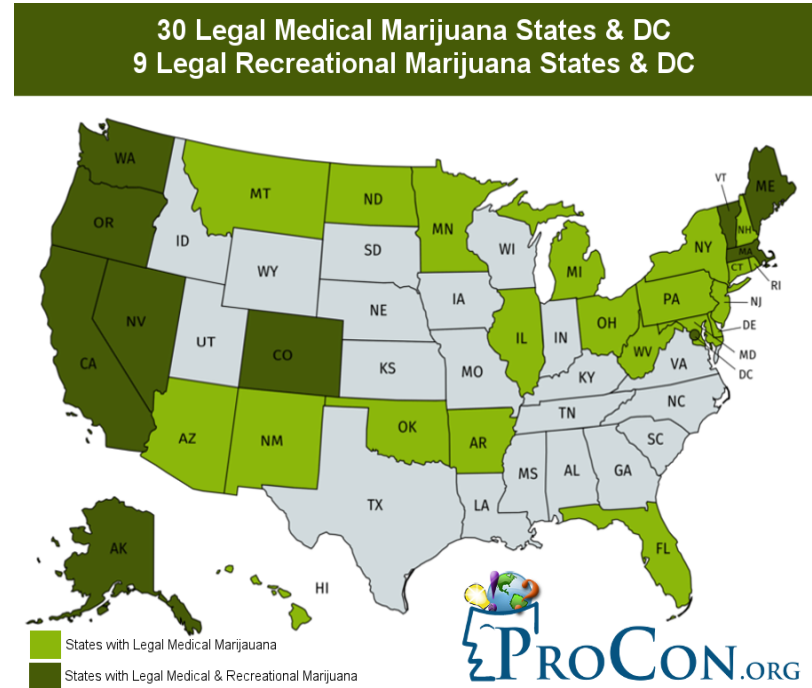 30 Legal Medical Marijuana States & DC
9 Legal Recreational Marijuana States & DC
WA
MT
ND
MN
VT
ME
OR
ID
SD
WI
MI
NY
NH
MA
CT
RI
WY
NV
NE
IA
PA
NJ
CA
UT
CO
IL
IN
OH
DE
KS
MO
WV
VA
MD
KY
DC
AZ
NM
OK
AR
TN
NC
SC
TX
LA
MS
AL
GA
AK
FL
HI
States with Legal Medical Marijauana
States with Legal Medical & Recreational Marijuana
PROCON.ORG